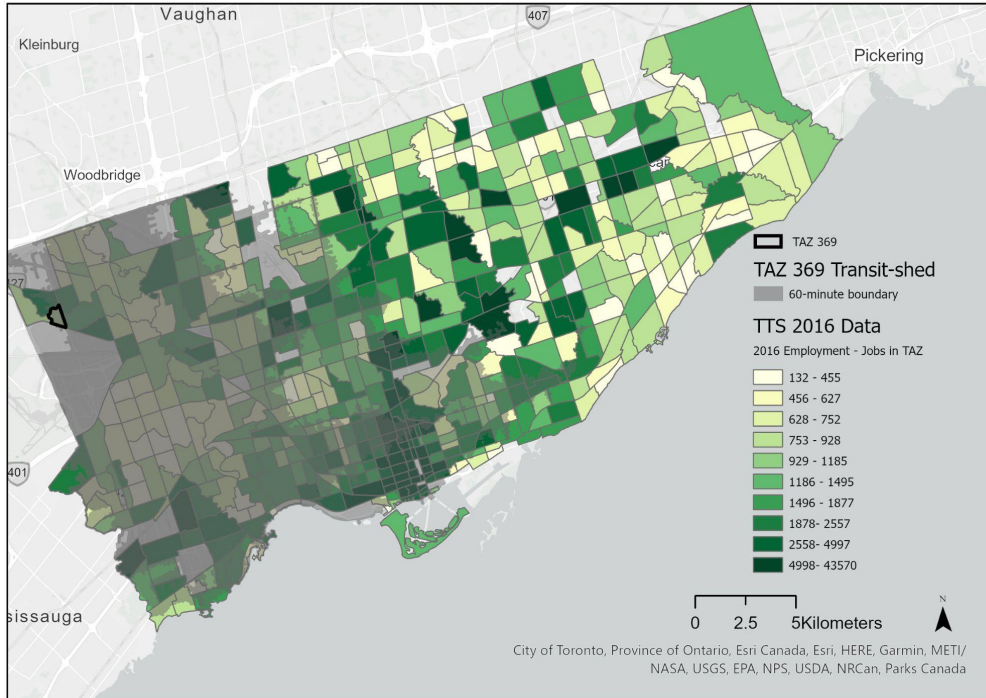 Vaughan
407
Kleinburg
Pickering
Woodbridge
car
27
401
ssissauga
TAZ 369
TAZ 369 Transit-shed
60-minute boundary
TTS 2016 Data
2016 Employment - Jobs in TAZ
132 - 455
456 - 627
628 - 752
753 - 928
929 - 1185
1186 - 1495
1496 - 1877
1878- 2557
2558- 4997
4998- 43570
N
0 2.5 5Kilometers
City of Toronto, Province of Ontario, Esri Canada, Esri, HERE, Garmin, METI/
NASA, USGS, EPA, NPS, USDA, NRCan, Parks Canada